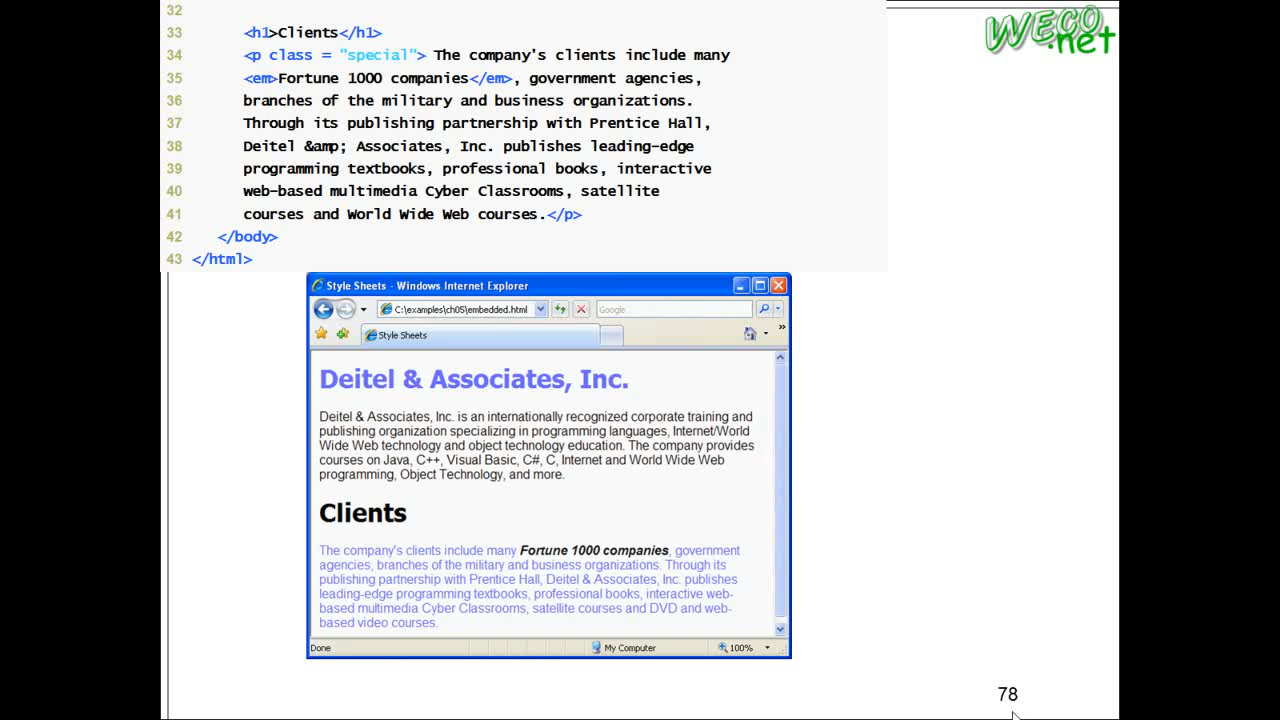 32
WECO
.net
33 <h1>Clients</h1>
34 <p class = "special"> The company's clients include many
35 <em>Fortune 1000 companies</em>, government agencies,
36 branches of the military and business organizations.
37 Through its publishing partnership with Prentice Hall,
38 Deitel &amp; Associates, Inc. publishes leading-edge
39 programming textbooks, professional books, interactive
40 web-based multimedia Cyber Classrooms, satellite
41 courses and World Wide Web courses.</p>
42 </body>
43 </html>
Style Sheets - Windows Internet Explorer
C:\examples\ch05\embedded.html
Google
Style Sheets
Deitel & Associates, Inc.
Deitel & Associates, Inc. is an internationally recognized corporate training and
publishing organization specializing in programming languages, Internet/World
Wide Web technology and object technology education. The company provides
courses on Java, C++, Visual Basic, C#, C, Internet and World Wide Web
programming, Object Technology, and more.
Clients
The company's clients include many Fortune 1000 companies, government
agencies, branches of the military and business organizations. Through its
publishing partnership with Prentice Hall, Deitel & Associates, Inc. publishes
leading-edge programming textbooks, professional books, interactive web-
based multimedia Cyber Classrooms, satellite courses and DVD and web-
based video courses.
Done
My Computer
100%
78